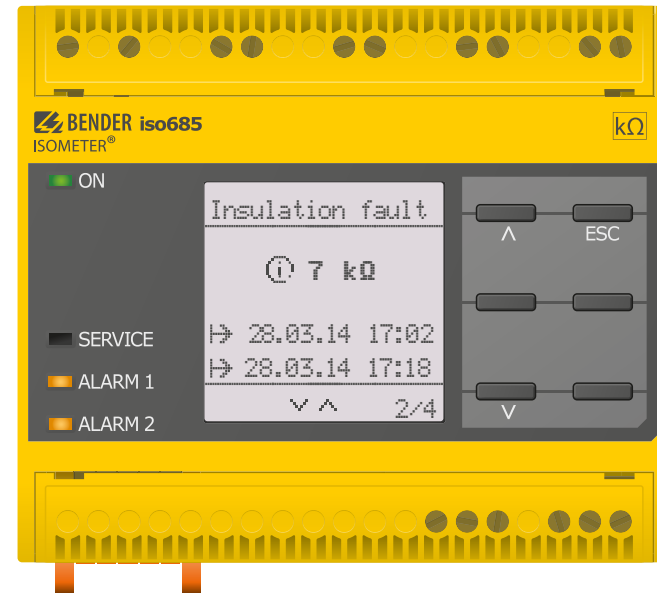 BENDER iso685
ISOMETER®
kΩ
ON
Insulation fault
i 7 kΩ
28.03.14 17:02
28.03.14 17:18
2/4
SERVICE
ALARM 1
ALARM 2
ESC